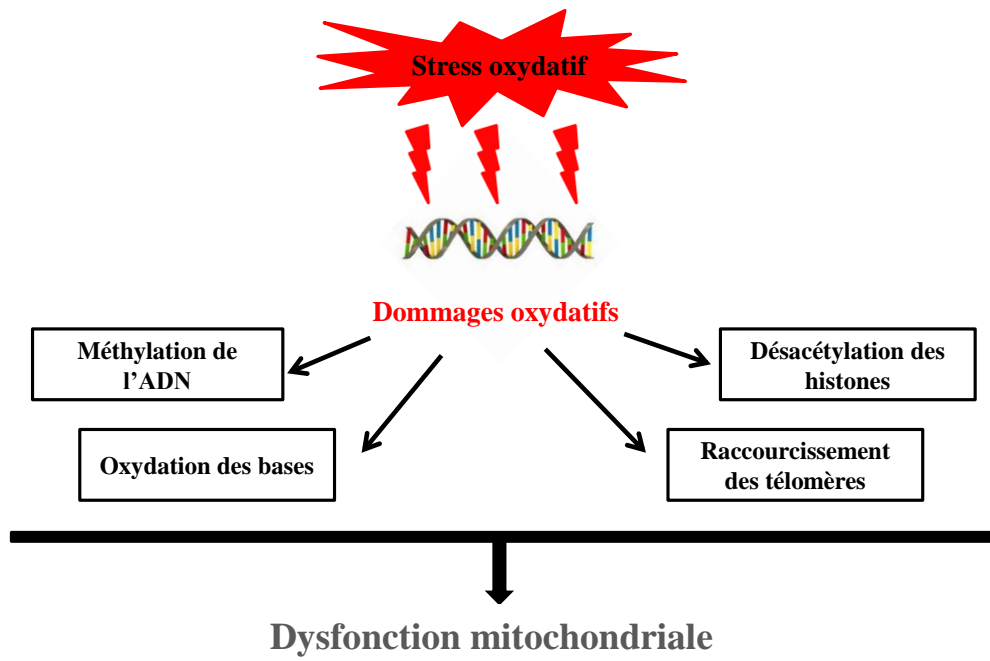 Stress oxydatif
Dommages oxydatifs
Méthylation de
l’ADN
Désacétylation des
histones
Oxydation des bases
Raccourcissement
des télomères
Dysfonction mitochondriale